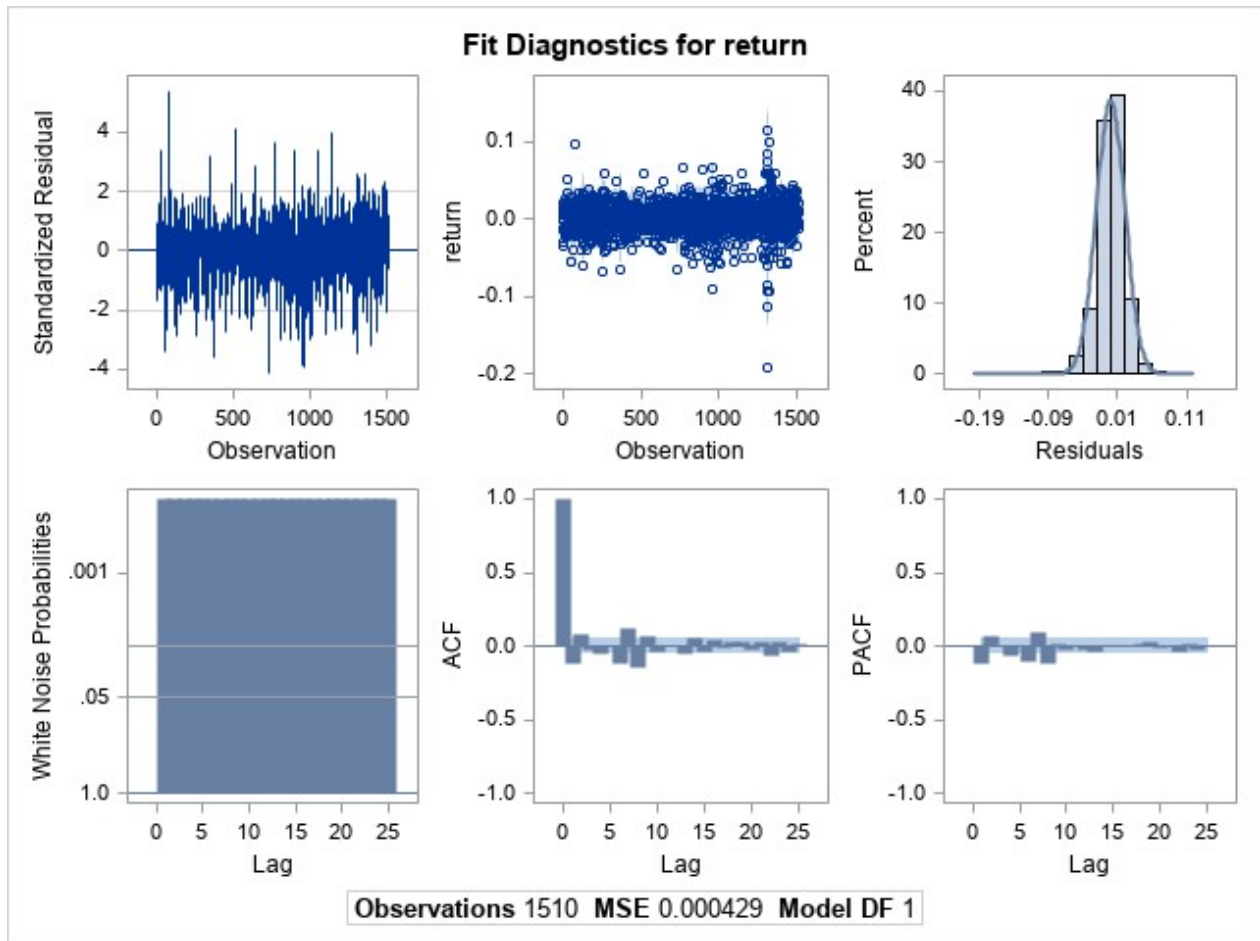 Fit Diagnostics for return
Standardized Residual
4
2
0
-2
-4
0 500 1000 1500
Observation
return
0.1
0.0
-0.1
-0.2
0 500 1000 1500
Observation
Percent
40
30
20
10
0
-0.19 -0.09 0.01 0.11
Residuals
White Noise Probabilities
.001
.05
1.0
0 5 10 15 20 25
Lag
ACF
1.0
0.5
0.0
-0.5
-1.0
0 5 10 15 20 25
Lag
PACF
1.0
0.5
0.0
-0.5
-1.0
0 5 10 15 20 25
Lag
Observations 1510 MSE 0.000429 Model DF 1